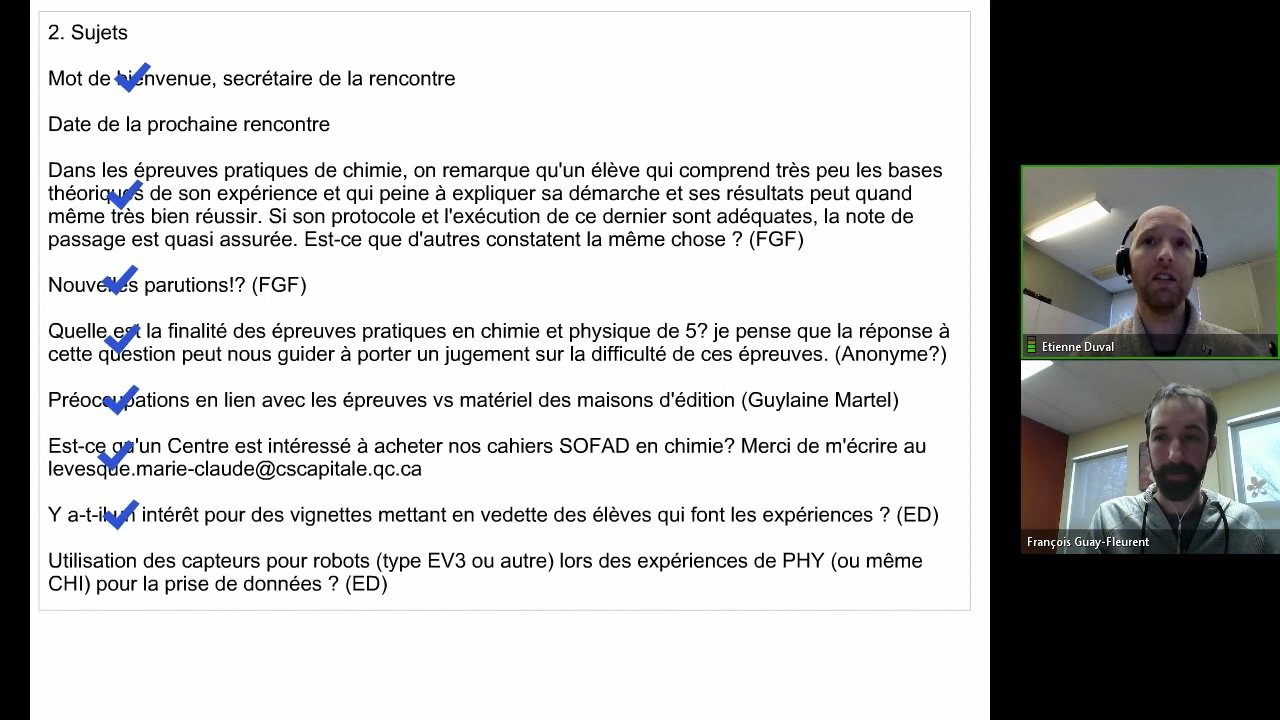 2. Sujets
Mot de bienvenue, secrétaire de la rencontre
Date de la prochaine rencontre
Dans les épreuves pratiques de chimie, on remarque qu'un élève qui comprend très peu les bases
théoriques de son expérience et qui peine à expliquer sa démarche et ses résultats peut quand
même très bien réussir. Si son protocole et l'exécution de ce dernier sont adéquates, la note de
passage est quasi assurée. Est-ce que d'autres constatent la même chose ? (FGF)
Nouvelles parutions!? (FGF)
Quelle est la finalité des épreuves pratiques en chimie et physique de 5? je pense que la réponse à
cette question peut nous guider à porter un jugement sur la difficulté de ces épreuves. (Anonyme?)
Préoccupations en lien avec les épreuves vs matériel des maisons d'édition (Guylaine Martel)
Est-ce qu'un Centre est intéressé à acheter nos cahiers SOFAD en chimie? Merci de m'écrire au
levesque.marie-claude@cscapitale.qc.ca
Y a-t-il un intérêt pour des vignettes mettant en vedette des élèves qui font les expériences ? (ED)
Utilisation des capteurs pour robots (type EV3 ou autre) lors des expériences de PHY (ou même
CHI) pour la prise de données ? (ED)
Etienne Duval
François Guay-Fleurent